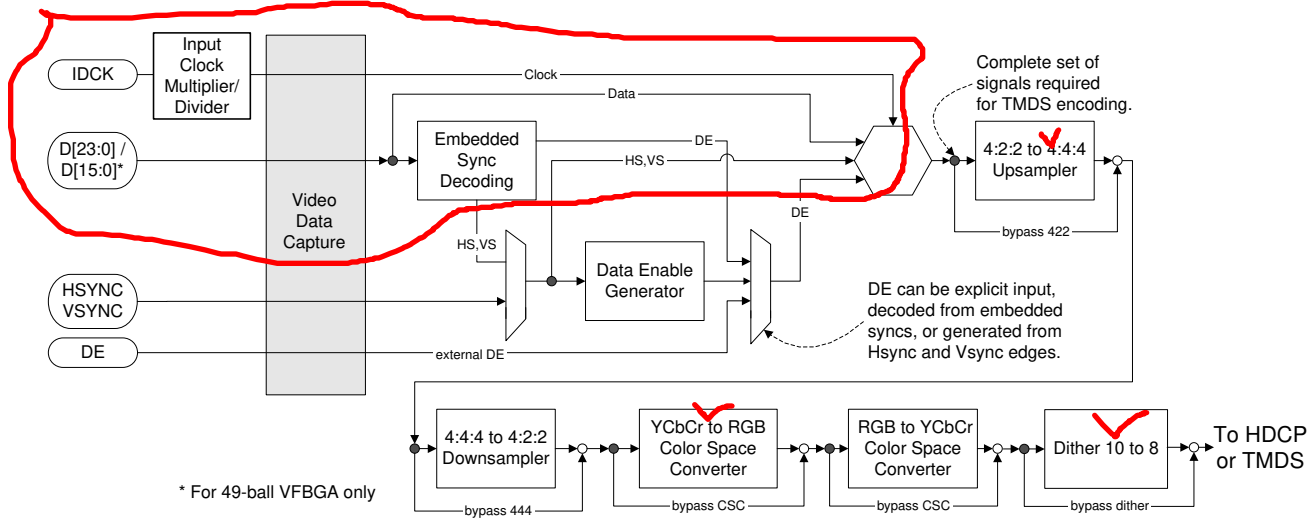 IDCK
Input
Clock
Multiplier/
Divider
Clock
Data
D[23:0] /
D[15:0]*
Embedded
Sync
Decoding
DE
HS,VS
Complete set of
signals required
for TMDS encoding.
4:2:2 to 4:4:4
Upsampler
bypass 422
Video
Data
Capture
HS,VS
DE
HSYNC
VSYNC
Data Enable
Generator
DE can be explicit input,
decoded from embedded
syncs, or generated from
Hsync and Vsync edges.
DE
external DE
4:4:4 to 4:2:2
Downsampler
bypass 444
YCbCr to RGB
Color Space
Converter
bypass CSC
RGB to YCbCr
Color Space
Converter
bypass CSC
Dither 10 to 8
bypass dither
To HDCP
or TMDS
* For 49-ball VFBGA only